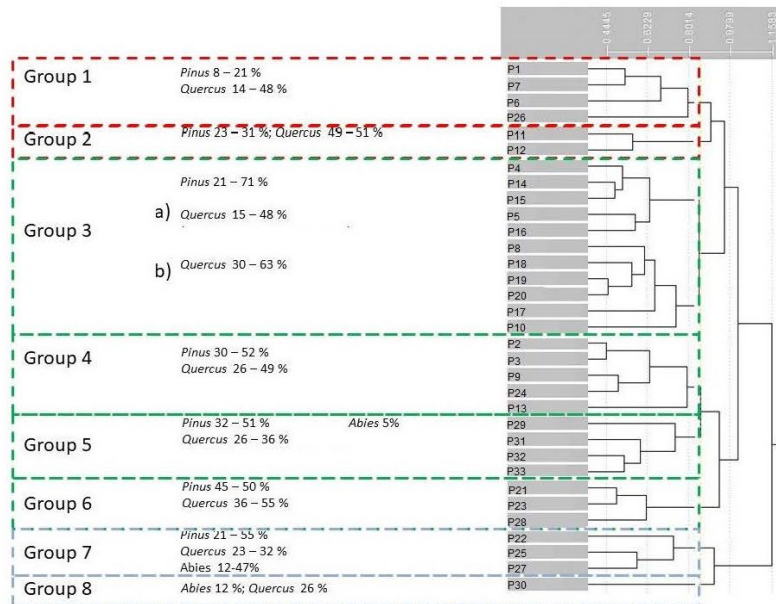 0.4445 0.6229 0.8014 0.9799 1.1583
Group 1
Pinus 8 – 21 %
Quercus 14 – 48 %
P1
P7
P6
P26
Group 2
Pinus 23 – 31 %; Quercus 49 – 51 %
P11
P12
Group 3
Pinus 21 – 71 %
a) Quercus 15 – 48 %
b) Quercus 30 – 63 %
P4
P14
P15
P5
P16
P8
P18
P19
P20
P17
P10
Group 4
Pinus 30 – 52 %
Quercus 26 – 49 %
P2
P3
P9
P24
P13
Group 5
Pinus 32 – 51 % Abies 5%
Quercus 26 – 36 %
P29
P31
P32
P33
Group 6
Pinus 45 – 50 %
Quercus 36 – 55 %
P21
P23
P28
Group 7
Pinus 21 – 55 %
Quercus 23 – 32 %
Abies 12-47%
P22
P25
P27
Group 8
Abies 12 %; Quercus 26 %
P30